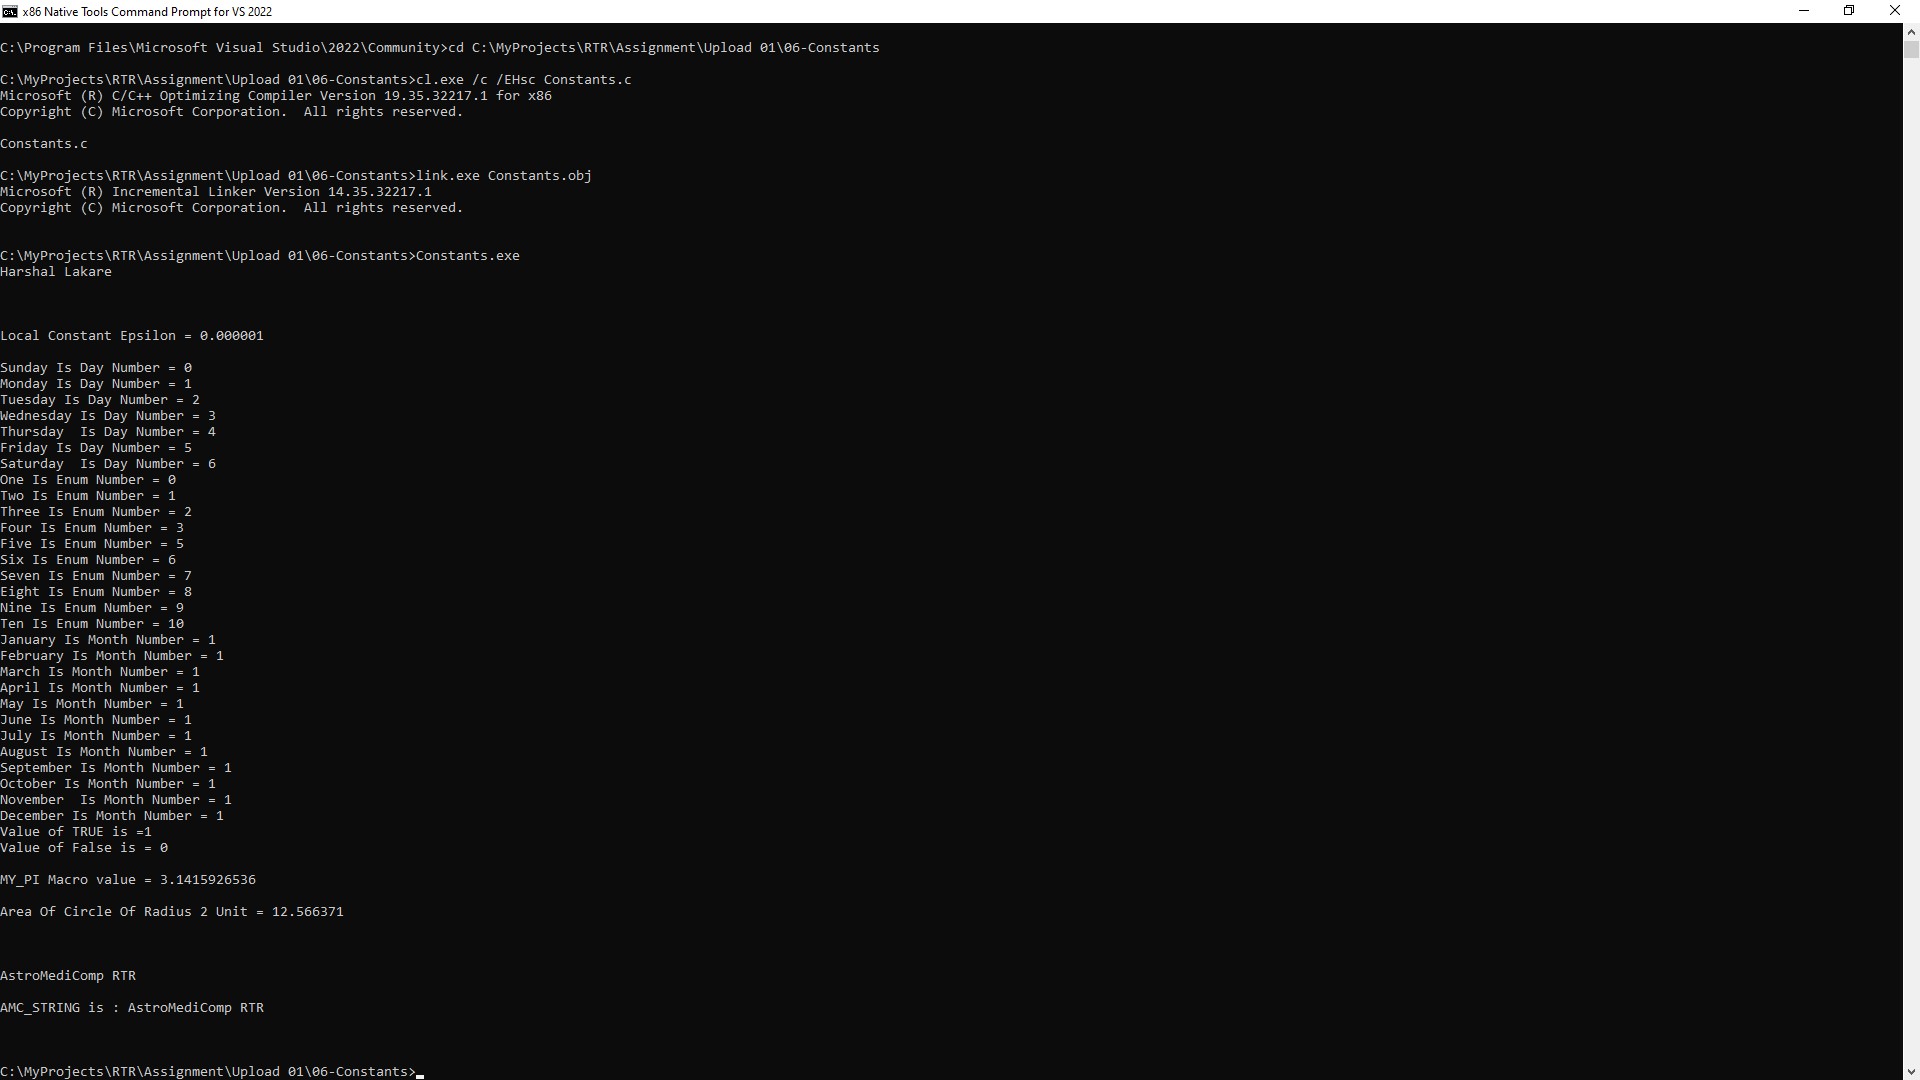 x86 Native Tools Command Prompt for VS 2022
C:\Program Files\Microsoft Visual Studio\2022\Community>cd C:\MyProjects\RTR\Assignment\Upload 01\06-Constants
C:\MyProjects\RTR\Assignment\Upload 01\06-Constants>cl.exe /c /EHsc Constants.c
Microsoft (R) C/C++ Optimizing Compiler Version 19.35.32217.1 for x86
Copyright (C) Microsoft Corporation.  All rights reserved.
Constants.c
C:\MyProjects\RTR\Assignment\Upload 01\06-Constants>link.exe Constants.obj
Microsoft (R) Incremental Linker Version 14.35.32217.1
Copyright (C) Microsoft Corporation.  All rights reserved.
C:\MyProjects\RTR\Assignment\Upload 01\06-Constants>Constants.exe
Harshal Lakare
Local Constant Epsilon = 0.000001
Sunday Is Day Number = 0
Monday Is Day Number = 1
Tuesday Is Day Number = 2
Wednesday Is Day Number = 3
Thursday  Is Day Number = 4
Friday Is Day Number = 5
Saturday  Is Day Number = 6
One Is Enum Number = 0
Two Is Enum Number = 1
Three Is Enum Number = 2
Four Is Enum Number = 3
Five Is Enum Number = 5
Six Is Enum Number = 6
Seven Is Enum Number = 7
Eight Is Enum Number = 8
Nine Is Enum Number = 9
Ten Is Enum Number = 10
January Is Month Number = 1
February Is Month Number = 1
March Is Month Number = 1
April Is Month Number = 1
May Is Month Number = 1
June Is Month Number = 1
July Is Month Number = 1
August Is Month Number = 1
September Is Month Number = 1
October Is Month Number = 1
November  Is Month Number = 1
December Is Month Number = 1
Value of TRUE is =1
Value of False is = 0
MY_PI Macro value = 3.1415926536
Area Of Circle Of Radius 2 Unit = 12.566371
AstroMediComp RTR
AMC_STRING is : AstroMediComp RTR
C:\MyProjects\RTR\Assignment\Upload 01\06-Constants>